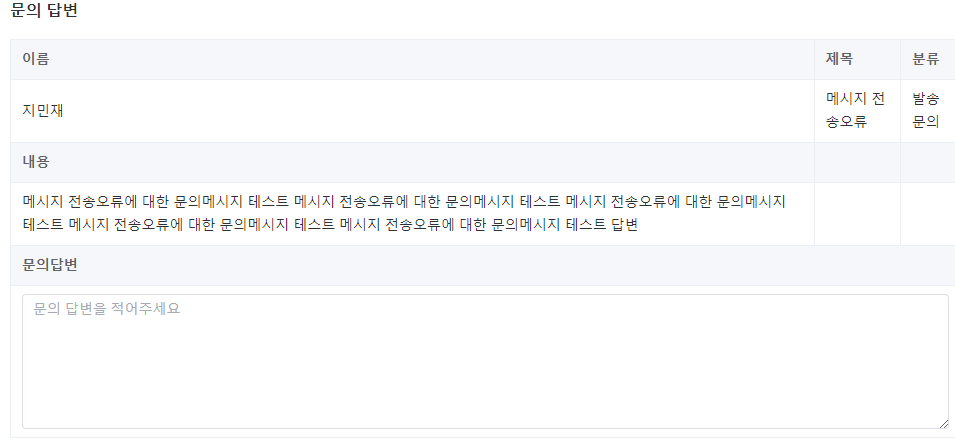 문의 답변
이름 제목 분류
지민재 메시지 전 발송
송오류 문의
내용
메시지 전송오류에 대한 문의메시지 테스트 메시지 전송오류에 대한 문의메시지 테스트 메시지 전송오류에 대한 문의메시지
테스트 메시지 전송오류에 대한 문의메시지 테스트 메시지 전송오류에 대한 문의메시지 테스트 답변
문의답변
문의 답변을 적어주세요